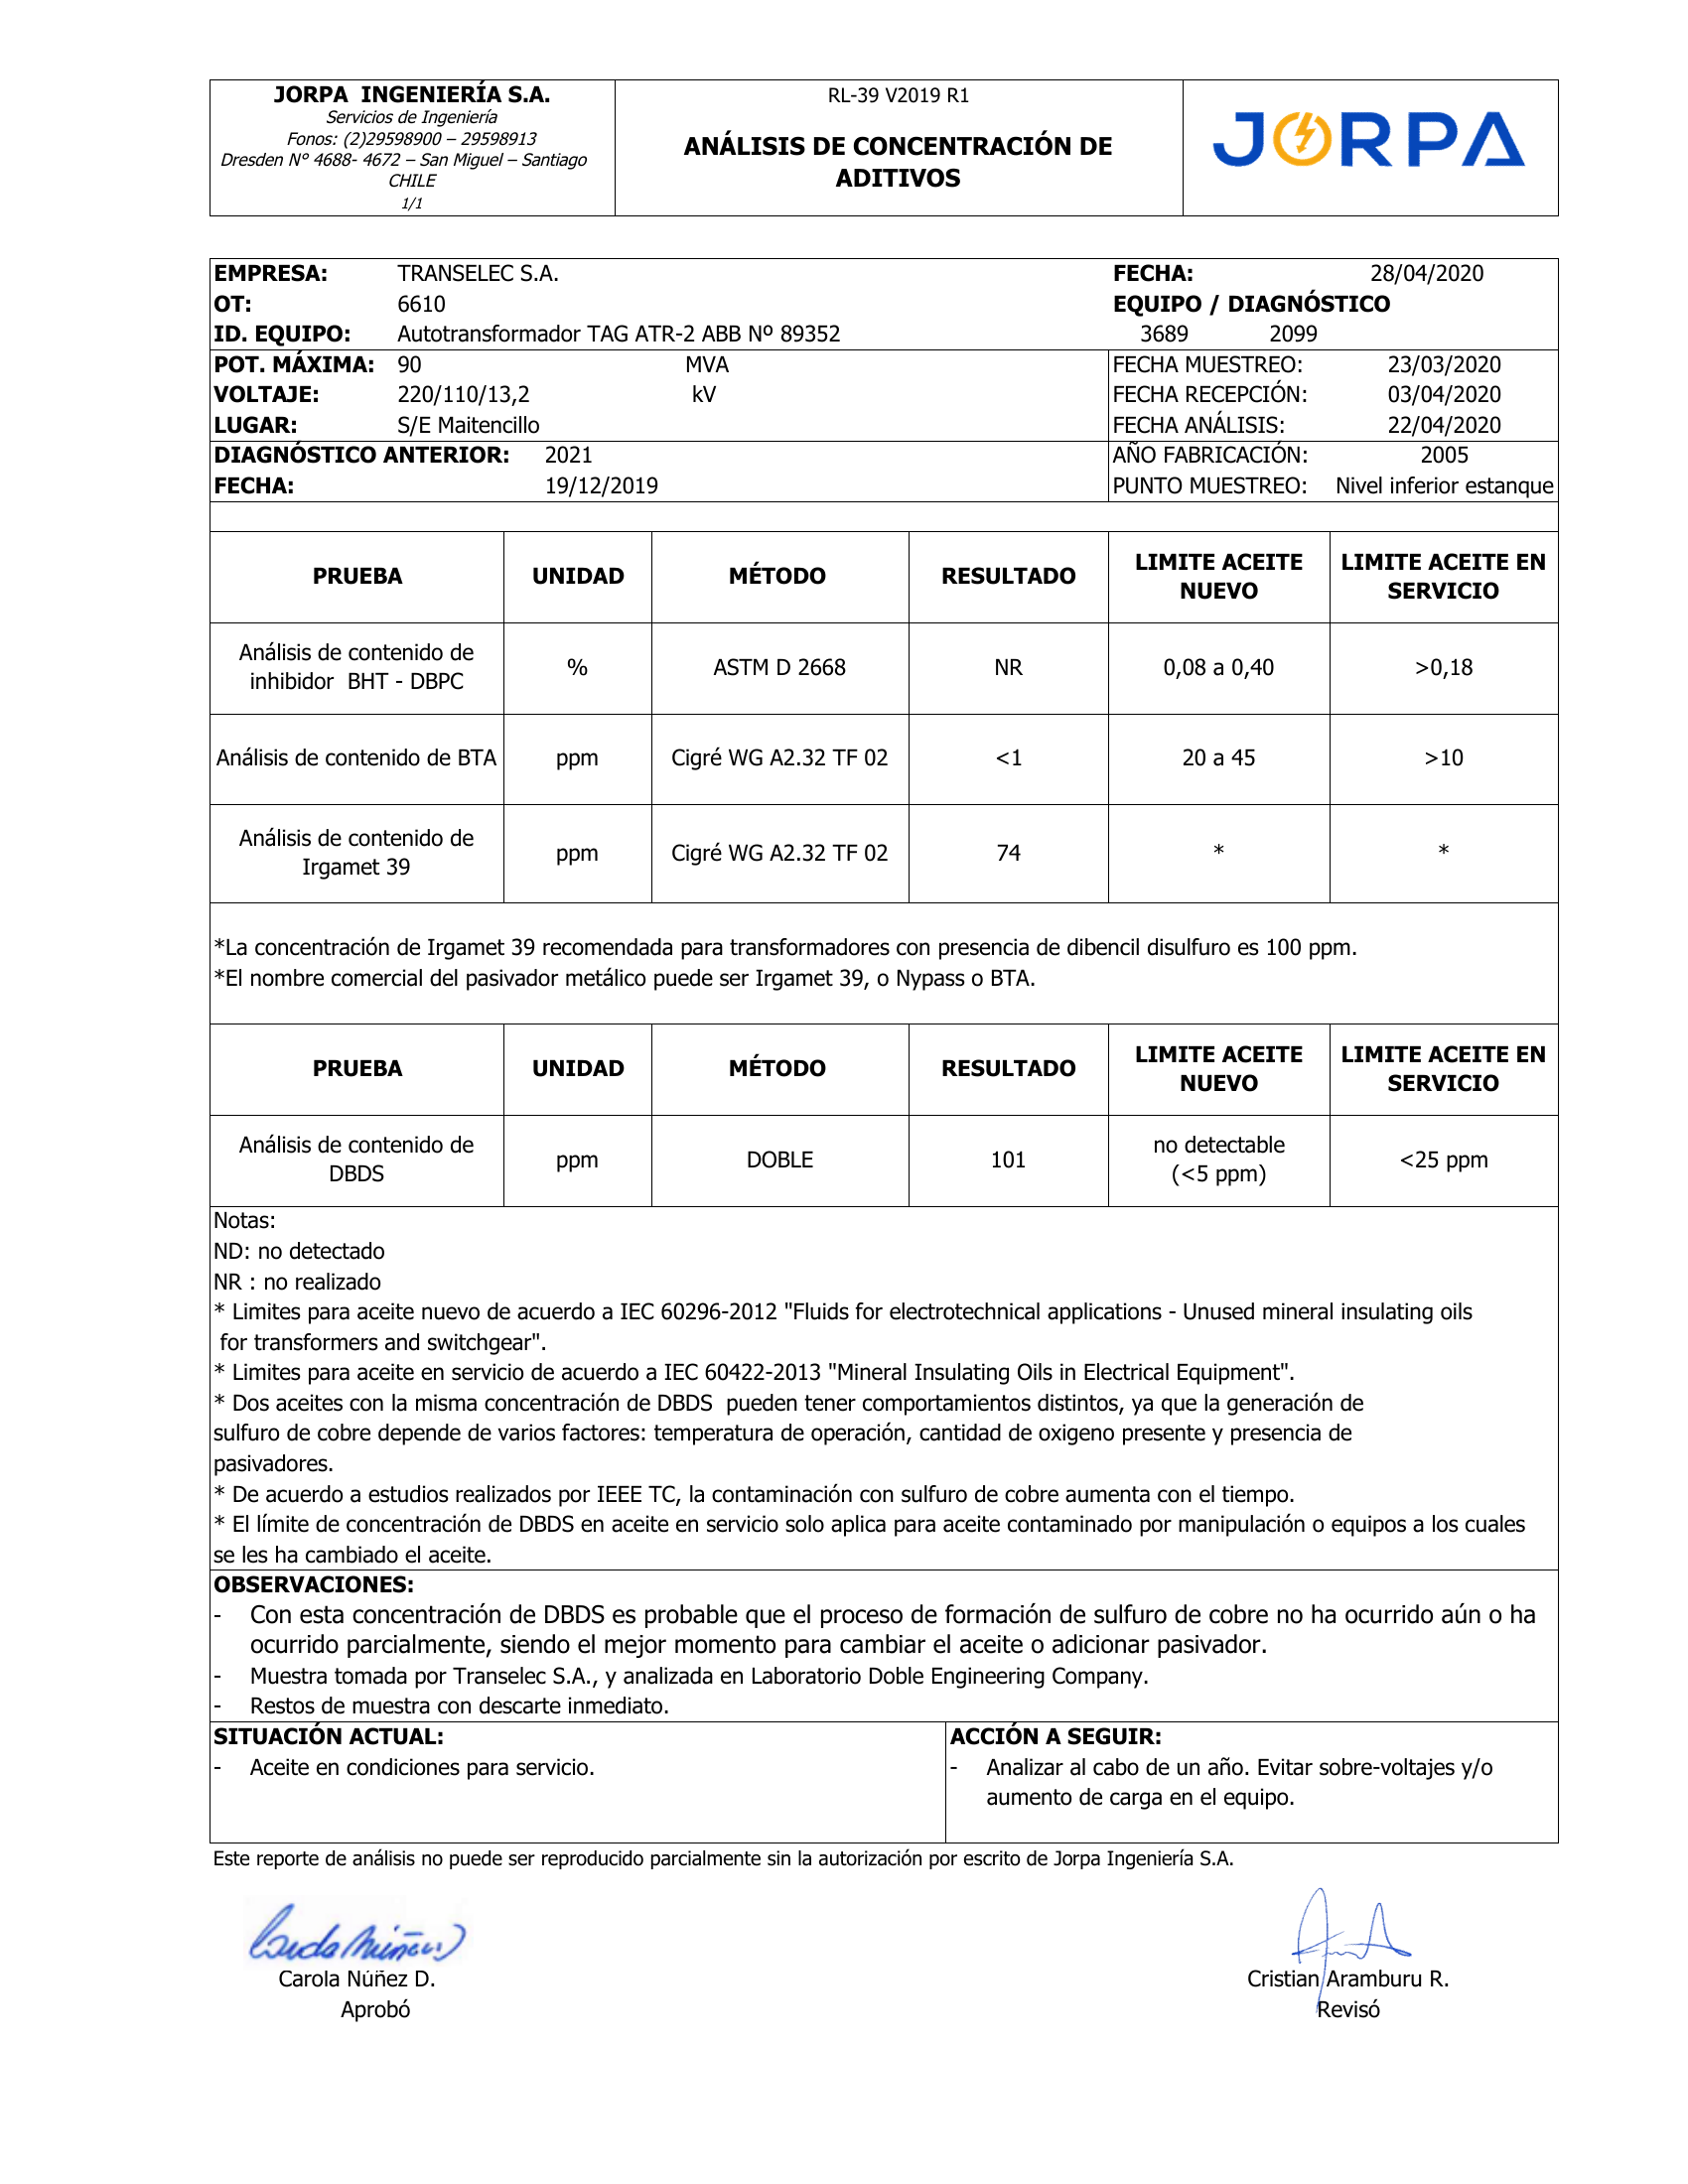 JORPA  INGENIERÍA S.A.
Servicios de Ingeniería
Fonos: (2)29598900 – 29598913
Dresden N° 4688- 4672 – San Miguel – Santiago
CHILE
1/1
RL-39 V2019 R1
ANÁLISIS DE CONCENTRACIÓN DE
ADITIVOS
JORPA
EMPRESA: TRANSELEC S.A. FECHA: 28/04/2020
OT: 6610 EQUIPO / DIAGNÓSTICO
ID. EQUIPO: Autotransformador TAG ATR-2 ABB Nº 89352 3689 2099
POT. MÁXIMA: 90 MVA FECHA MUESTREO: 23/03/2020
VOLTAJE: 220/110/13,2 kV FECHA RECEPCIÓN: 03/04/2020
LUGAR: S/E Maitencillo FECHA ANÁLISIS: 22/04/2020
DIAGNÓSTICO ANTERIOR: 2021 AÑO FABRICACIÓN: 2005
FECHA: 19/12/2019 PUNTO MUESTREO: Nivel inferior estanque
PRUEBA UNIDAD MÉTODO RESULTADO LIMITE ACEITE NUEVO LIMITE ACEITE EN SERVICIO
Análisis de contenido de inhibidor  BHT - DBPC % ASTM D 2668 NR 0,08 a 0,40 >0,18
Análisis de contenido de BTA ppm Cigré WG A2.32 TF 02 <1 20 a 45 >10
Análisis de contenido de Irgamet 39 ppm Cigré WG A2.32 TF 02 74 * *
*La concentración de Irgamet 39 recomendada para transformadores con presencia de dibencil disulfuro es 100 ppm.
*El nombre comercial del pasivador metálico puede ser Irgamet 39, o Nypass o BTA.
PRUEBA UNIDAD MÉTODO RESULTADO LIMITE ACEITE NUEVO LIMITE ACEITE EN SERVICIO
Análisis de contenido de DBDS ppm DOBLE 101 no detectable (<5 ppm) <25 ppm
Notas:
ND: no detectado
NR : no realizado
* Limites para aceite nuevo de acuerdo a IEC 60296-2012 "Fluids for electrotechnical applications - Unused mineral insulating oils
for transformers and switchgear".
* Limites para aceite en servicio de acuerdo a IEC 60422-2013 "Mineral Insulating Oils in Electrical Equipment".
* Dos aceites con la misma concentración de DBDS  pueden tener comportamientos distintos, ya que la generación de
sulfuro de cobre depende de varios factores: temperatura de operación, cantidad de oxigeno presente y presencia de
pasivadores.
* De acuerdo a estudios realizados por IEEE TC, la contaminación con sulfuro de cobre aumenta con el tiempo.
* El límite de concentración de DBDS en aceite en servicio solo aplica para aceite contaminado por manipulación o equipos a los cuales
se les ha cambiado el aceite.
OBSERVACIONES:
- Con esta concentración de DBDS es probable que el proceso de formación de sulfuro de cobre no ha ocurrido aún o ha
ocurrido parcialmente, siendo el mejor momento para cambiar el aceite o adicionar pasivador.
- Muestra tomada por Transelec S.A., y analizada en Laboratorio Doble Engineering Company.
- Restos de muestra con descarte inmediato.
SITUACIÓN ACTUAL:
- Aceite en condiciones para servicio.
ACCIÓN A SEGUIR:
- Analizar al cabo de un año. Evitar sobre-voltajes y/o
aumento de carga en el equipo.
Este reporte de análisis no puede ser reproducido parcialmente sin la autorización por escrito de Jorpa Ingeniería S.A.
Carola Núñez D.
Aprobó
Cristian Aramburu R.
Revisó